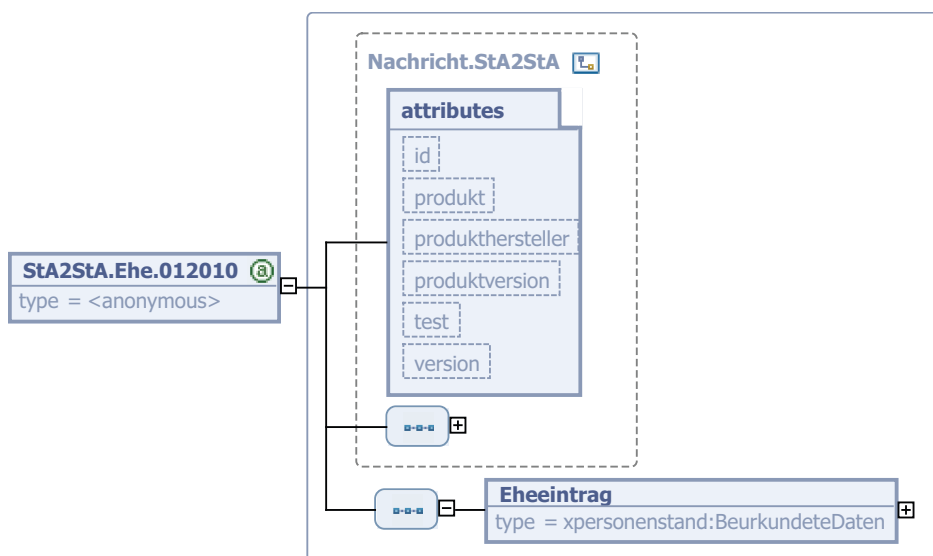 Nachricht.StA2StA
attributes
id
produkt
produkthersteller
produktversion
test
version
StA2StA.Ehe.012010 a
type = <anonymous>
Eheeintrag
type = xpersonenstand:BeurkundeteDaten